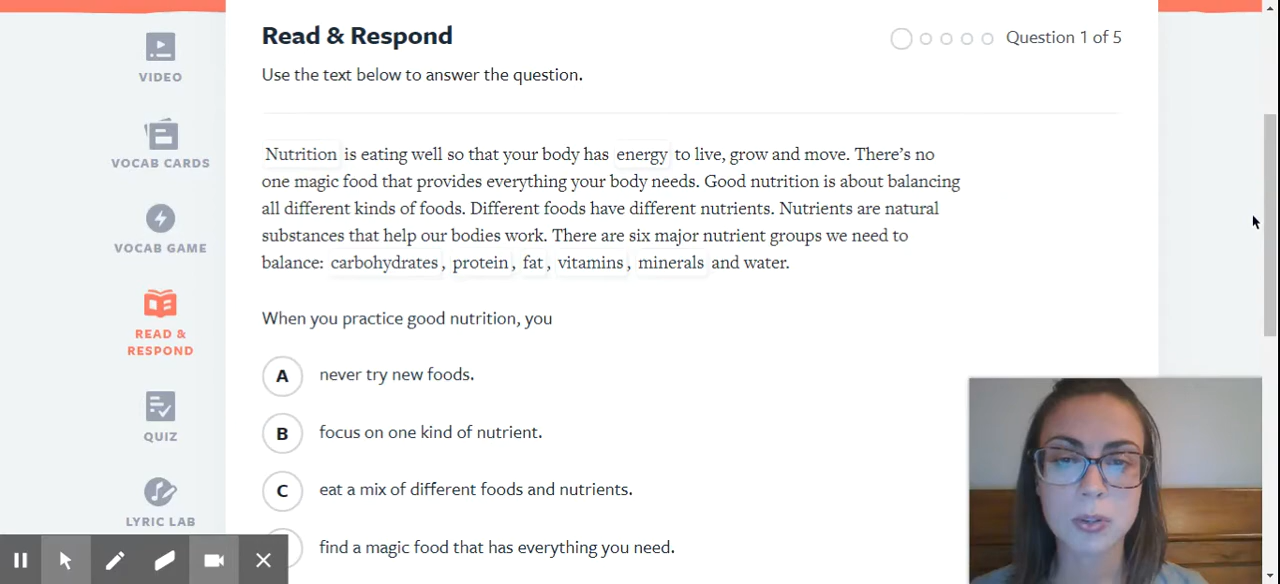 Read & Respond
Question 1 of 5
Use the text below to answer the question.
VIDEO
VOCAB CARDS
VOCAB GAME
READ &
RESPOND
QUIZ
LYRIC LAB
Nutrition is eating well so that your body has energy to live, grow and move. There's no
one magic food that provides everything your body needs. Good nutrition is about balancing
all different kinds of foods. Different foods have different nutrients. Nutrients are natural
substances that help our bodies work. There are six major nutrient groups we need to
balance: carbohydrates, protein, fat, vitamins, minerals and water.
When you practice good nutrition, you
A never try new foods.
B focus on one kind of nutrient.
C eat a mix of different foods and nutrients.
find a magic food that has everything you need.